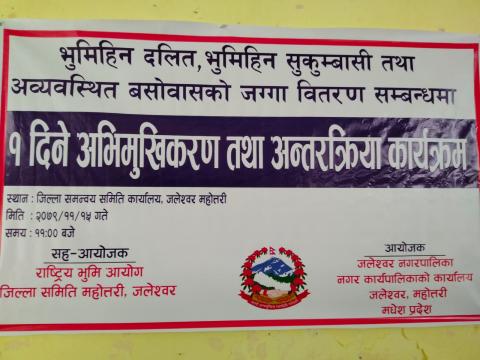 भुमिहिन दलित, भुमिहिन सुकुम्बासी तथा
अव्यवस्थित बसोवासको जग्गा वितरण सम्बन्धमा
१ दिने अभिमुखिकरण तथा अन्तरक्रिया कार्यक्रम
स्थान : जिल्ला समन्वय समिति कार्यालय, जलेश्वर महोत्तरी
मिति : २०७९/११/१५ गते
समय : ११:०० बजे
सह-आयोजक
राष्ट्रिय भुमि आयोग
जिल्ला समिति महोत्तरी, जलेश्वर
आयोजक
जलेश्वर नगरपालिका
नगर कार्यपालिकाको कार्यालय
जलेश्वर, महोत्तरी
मधेश प्रदेश